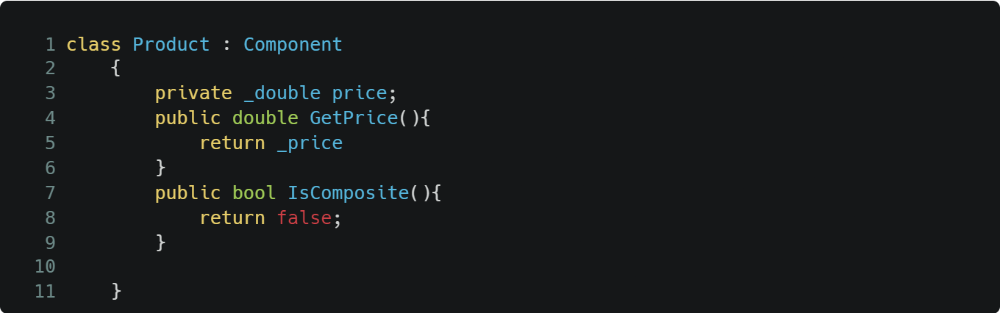 1 class Product : Component
2     {
3         private _double price;
4         public double GetPrice(){
5             return _price
6         }
7         public bool IsComposite(){
8             return false;
9         }
10
11     }